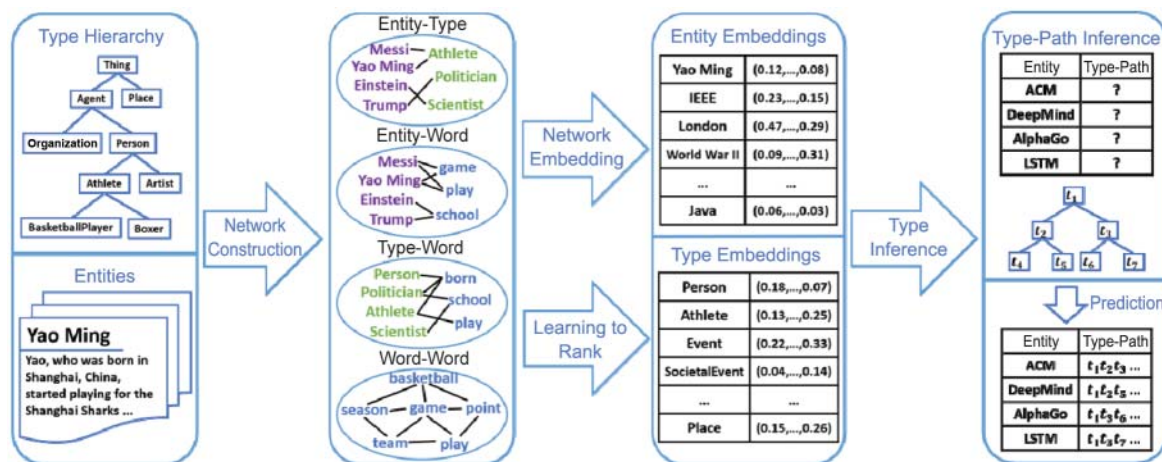 Type Hierarchy
Thing
Agent
Place
Organization
Person
Athlete
Artist
BasketballPlayer
Boxer
Entities
Yao Ming
Yao, who was born in
Shanghai, China,
started playing for the
Shanghai Sharks ...
Network
Construction
Entity-Type
Messi
Athlete
Yao Ming
Politician
Einstein
Trump
Scientist
Entity-Word
Messi
game
Yao Ming
play
Einstein
school
Trump
Type-Word
Person
born
Politician
school
Athlete
play
Scientist
Word-Word
basketball
season
game
point
team
play
Network
Embedding
Learning to
Rank
Entity Embeddings
Yao Ming (0.12,...,0.08)
IEEE (0.23,...,0.15)
London (0.47,...,0.29)
World War II (0.09,...,0.31)
... ...
Java (0.06,...,0.03)
Type Embeddings
Person (0.18,...,0.07)
Athlete (0.13,...,0.25)
Event (0.22,...,0.33)
SocietalEvent (0.04,...,0.14)
... ...
Place (0.15,...,0.26)
Type
Inference
Type-Path Inference
Entity Type-Path
ACM ?
DeepMind ?
AlphaGo ?
LSTM ?
t₁
t₂ t₃
t₄ t₅ t₆ t₇
Prediction
Entity Type-Path
ACM t₁t₂t₃ ...
DeepMind t₁t₂t₅ ...
AlphaGo t₁t₃t₆ ...
LSTM t₁t₃t₇ ...